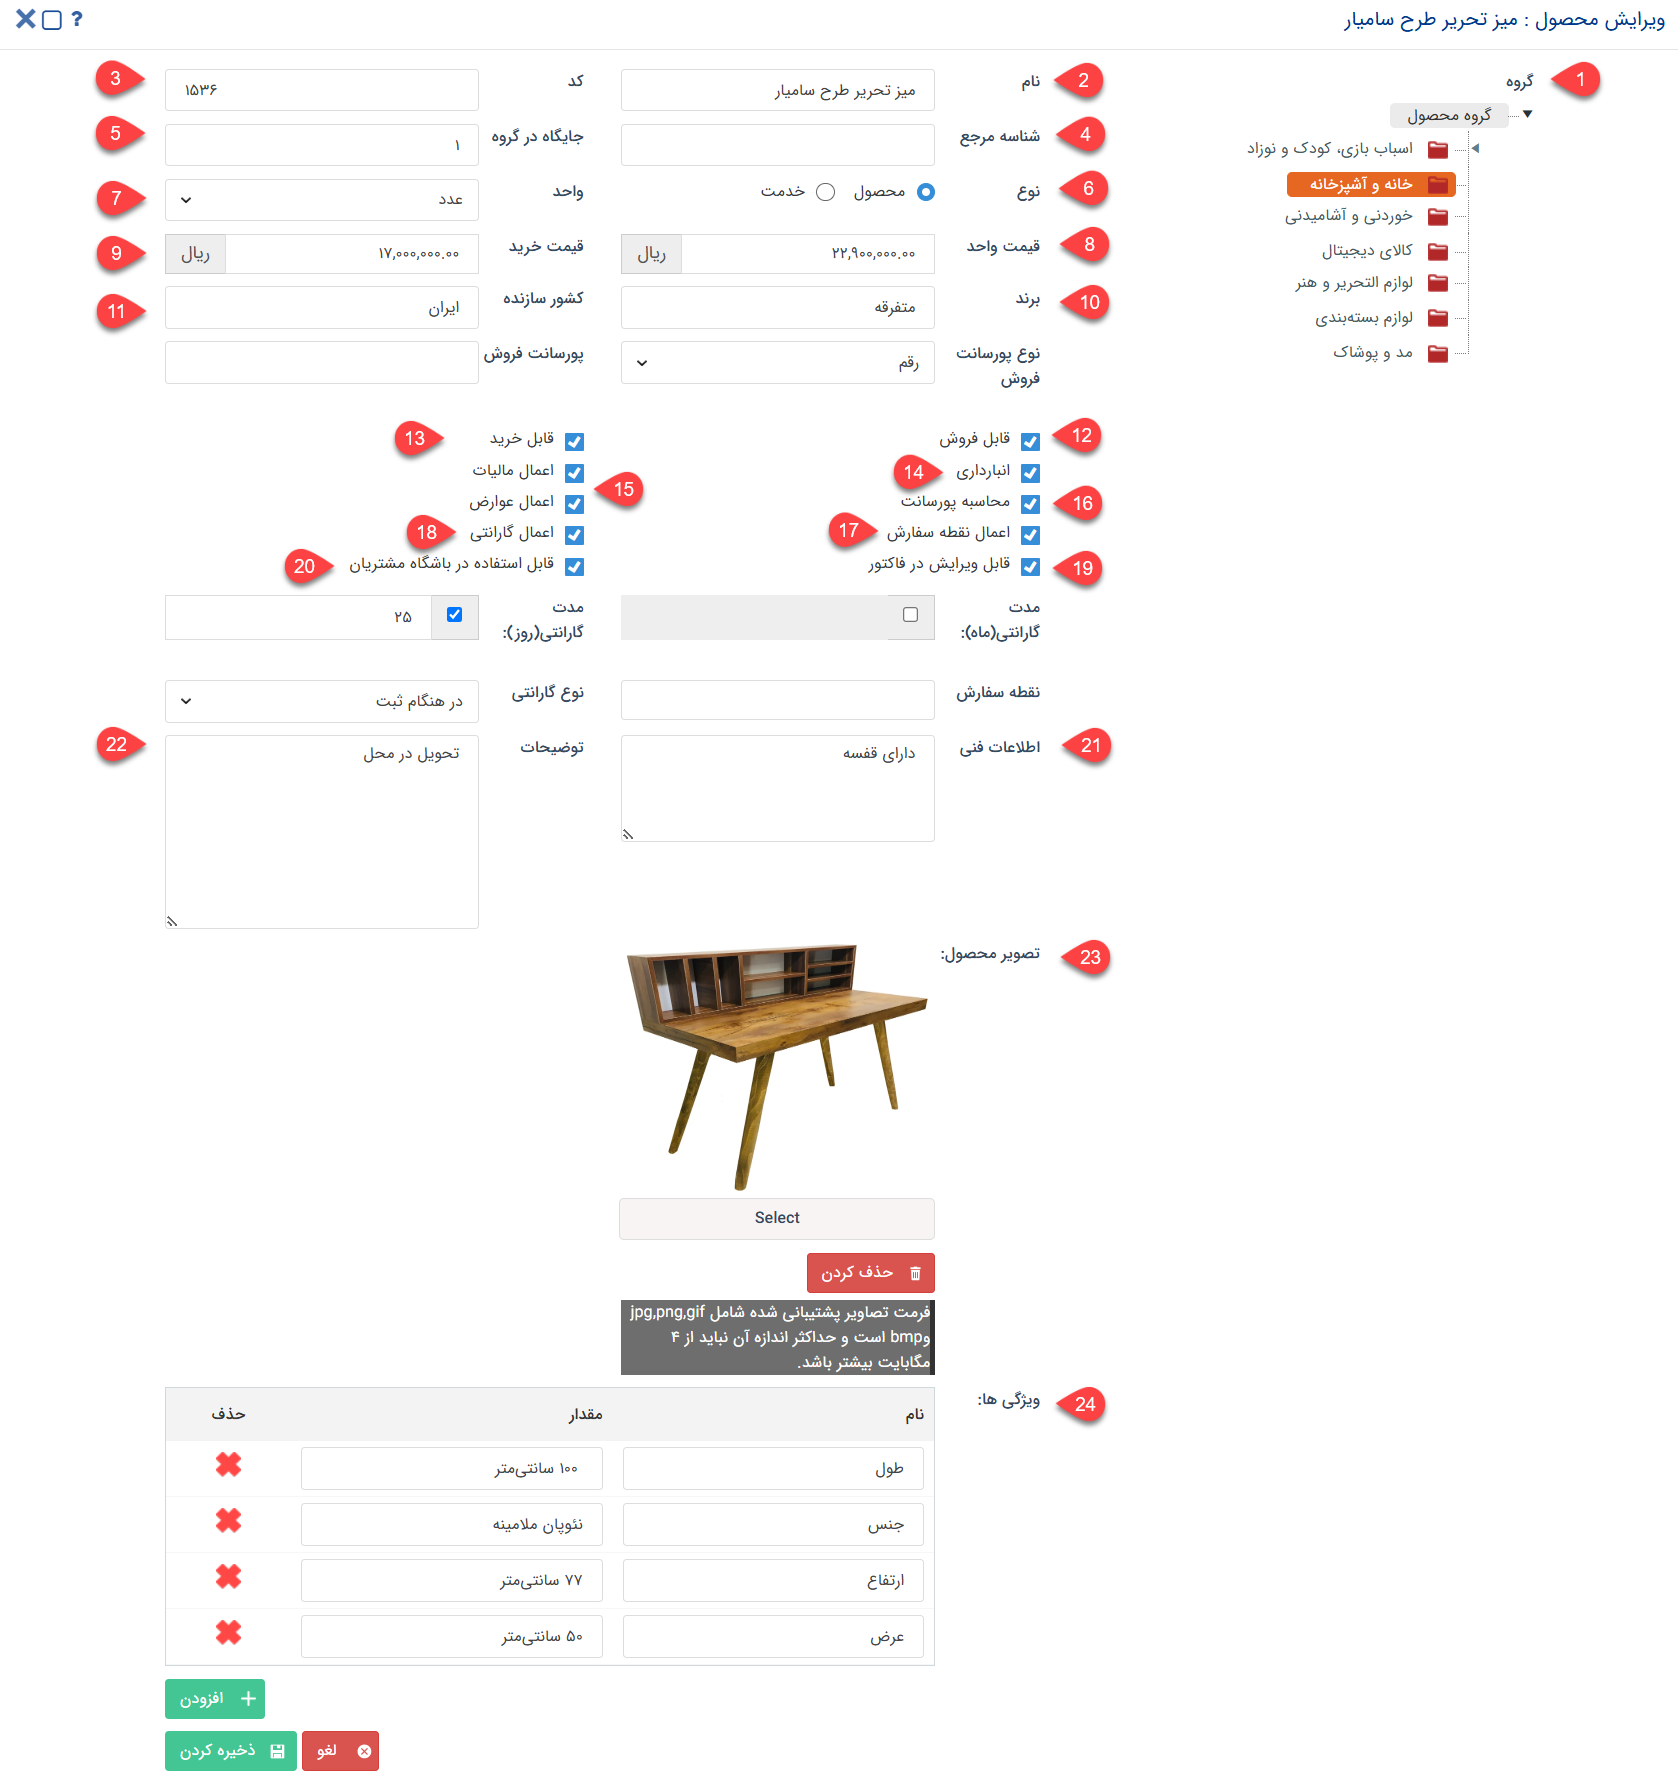 ویرایش محصول : میز تحریر طرح سامیار
?
1
گروه
گروه محصول
اسباب بازی، کودک و نوزاد
خانه و آشپزخانه
خوردنی و آشامیدنی
کالای دیجیتال
لوازم التحریر و هنر
لوازم بسته‌بندی
مد و پوشاک
2
نام
میز تحریر طرح سامیار
کد
۱۵۳۶
3
4
شناسه مرجع
جایگاه در گروه
۱
5
6
نوع
محصول
خدمت
واحد
عدد
7
8
قیمت واحد
۲۲,۹۰۰,۰۰۰.۰۰
ریال
قیمت خرید
۱۷,۰۰۰,۰۰۰.۰۰
ریال
9
10
برند
متفرقه
کشور سازنده
ایران
11
نوع پورسانت
فروش
رقم
پورسانت فروش
12
قابل فروش
قابل خرید
13
انبارداری
14
اعمال مالیات
15
16
محاسبه پورسانت
اعمال عوارض
اعمال نقطه سفارش
17
اعمال گارانتی
18
19
قابل ویرایش در فاکتور
قابل استفاده در باشگاه مشتریان
20
مدت
گارانتی(ماه):
مدت
گارانتی(روز):
۲۵
نقطه سفارش
نوع گارانتی
در هنگام ثبت
21
اطلاعات فنی
دارای قفسه
توضیحات
تحویل در محل
22
23
تصویر محصول:
Select
حذف کردن
فرمت تصاویر پشتیبانی شده شامل jpg,png,gif
وbmp است و حداکثر اندازه آن نباید از ۴
مگابایت بیشتر باشد.
24
ویژگی ها:
نام
مقدار
حذف
طول
۱۰۰ سانتی‌متر
جنس
نئوپان ملامینه
ارتفاع
۷۷ سانتی‌متر
عرض
۵۰ سانتی‌متر
افزودن
لغو
ذخیره کردن